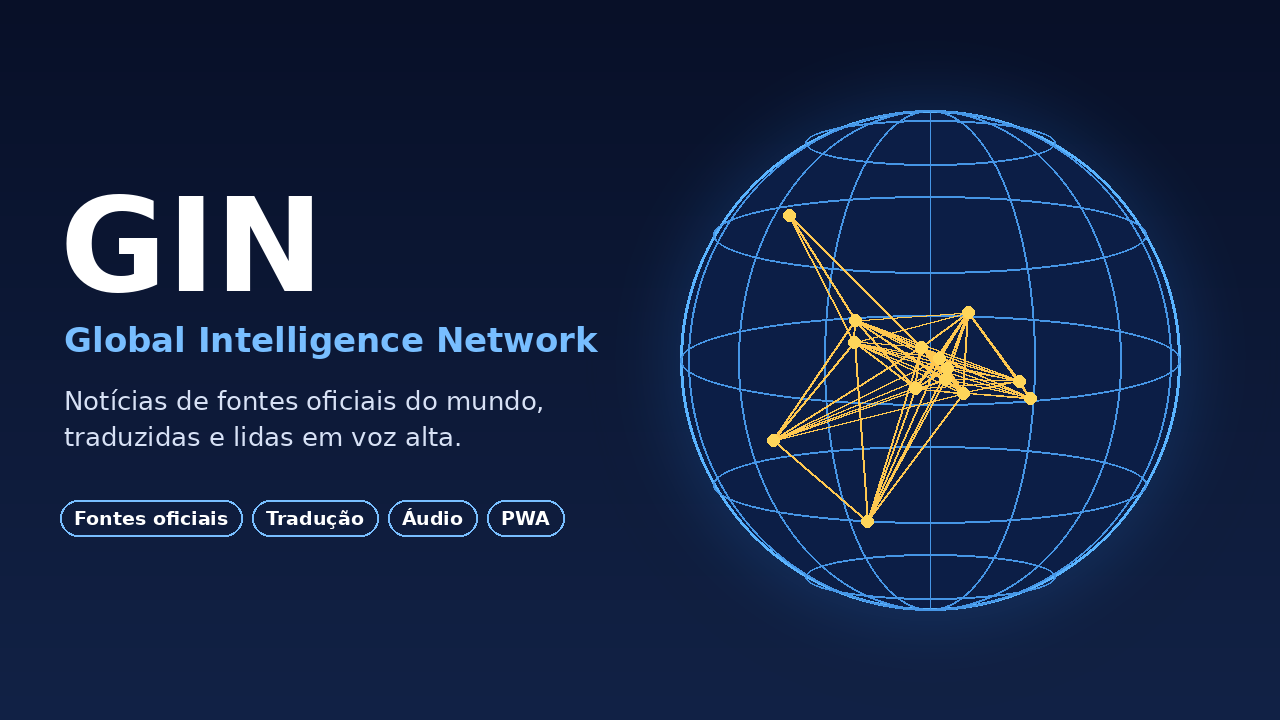 GIN
Global Intelligence Network
Notícias de fontes oficiais do mundo,
traduzidas e lidas em voz alta.
Fontes oficiais Tradução Áudio PWA